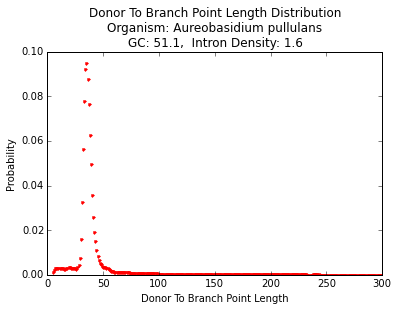 Donor To Branch Point Length Distribution
Organism: Aureobasidium pullulans
GC: 51.1,  Intron Density: 1.6
0.10
0.08
0.06
0.04
0.02
0.00
Probability
0 50 100 150 200 250 300
Donor To Branch Point Length